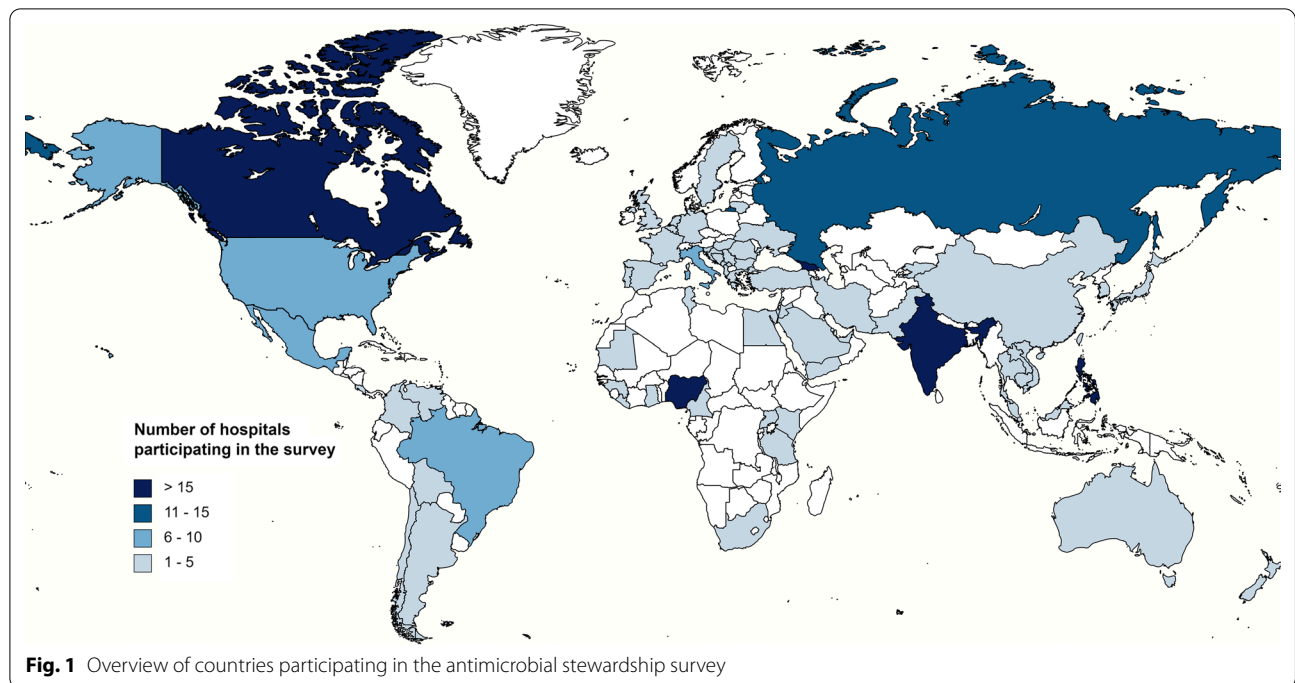 Number of hospitals
participating in the survey
> 15
11 - 15
6 - 10
1 - 5
Fig. 1 Overview of countries participating in the antimicrobial stewardship survey